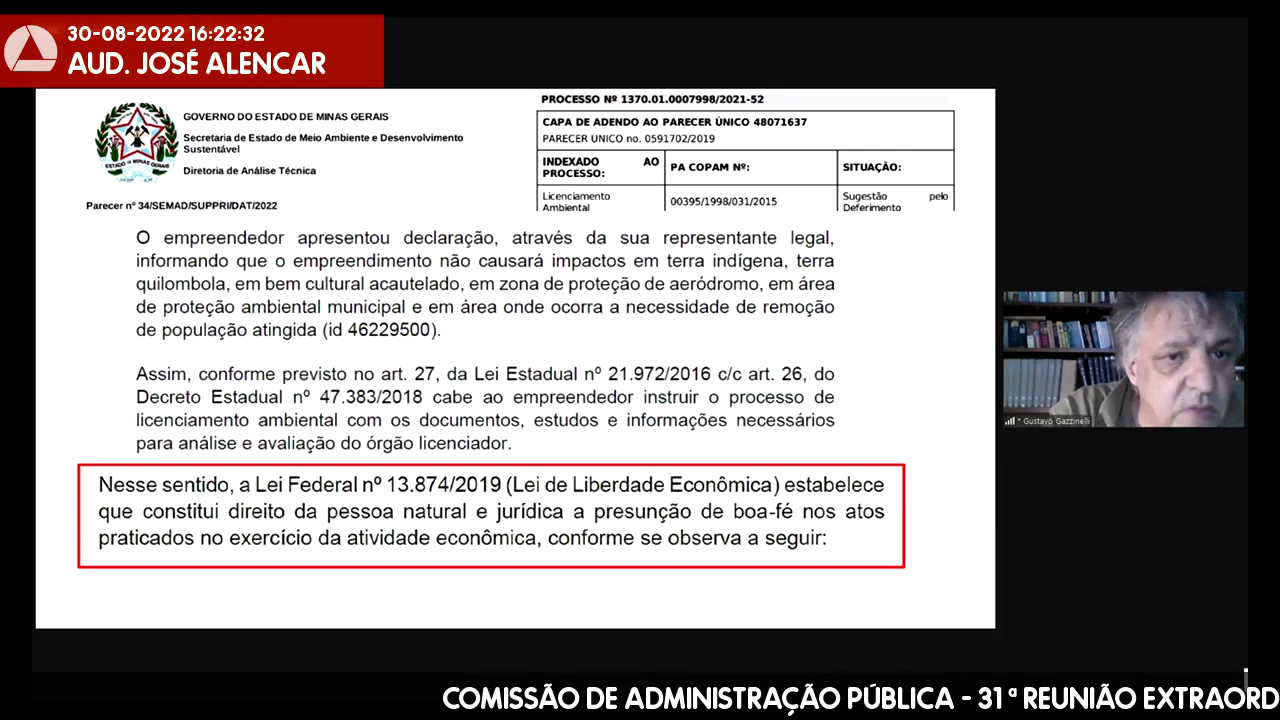 30-08-2022 16:22:32
AUD. JOSÉ ALENCAR
GOVERNO DO ESTADO DE MINAS GERAIS
Secretaria de Estado de Meio Ambiente e Desenvolvimento
Sustentável
Diretoria de Análise Técnica
Parecer nº 34/SEMAD/SUPPRI/DAT/2022
ESTADO DE MINAS GERAIS
PROCESSO Nº 1370.01.0007998/2021-52
CAPA DE ADENDO AO PARECER ÚNICO 48071637
PARECER UNICO no. 0591702/2019
INDEXADO AO
PROCESSO:
PA COPAM Nº:
SITUAÇÃO:
Licenciamento
Ambiental
00395/1998/031/2015
Sugestão pelo
Deferimento
O empreendedor apresentou declaração, através da sua representante legal,
informando que o empreendimento não causará impactos em terra indígena, terra
quilombola, em bem cultural acautelado, em zona de proteção de aeródromo, em área
de proteção ambiental municipal e em área onde ocorra a necessidade de remoção
de população atingida (id 46229500).
Assim, conforme previsto no art. 27, da Lei Estadual nº 21.972/2016 c/c art. 26, do
Decreto Estadual nº 47.383/2018 cabe ao empreendedor instruir o processo de
licenciamento ambiental com os documentos, estudos e informações necessários
para análise e avaliação do órgão licenciador.
Nesse sentido, a Lei Federal nº 13.874/2019 (Lei de Liberdade Econômica) estabelece
que constitui direito da pessoa natural e jurídica a presunção de boa-fé nos atos
praticados no exercício da atividade econômica, conforme se observa a seguir:
* Gustavo Gazzinelli
COMISSÃO DE ADMINISTRAÇÃO PÚBLICA - 31ª REUNIÃO EXTRAORD